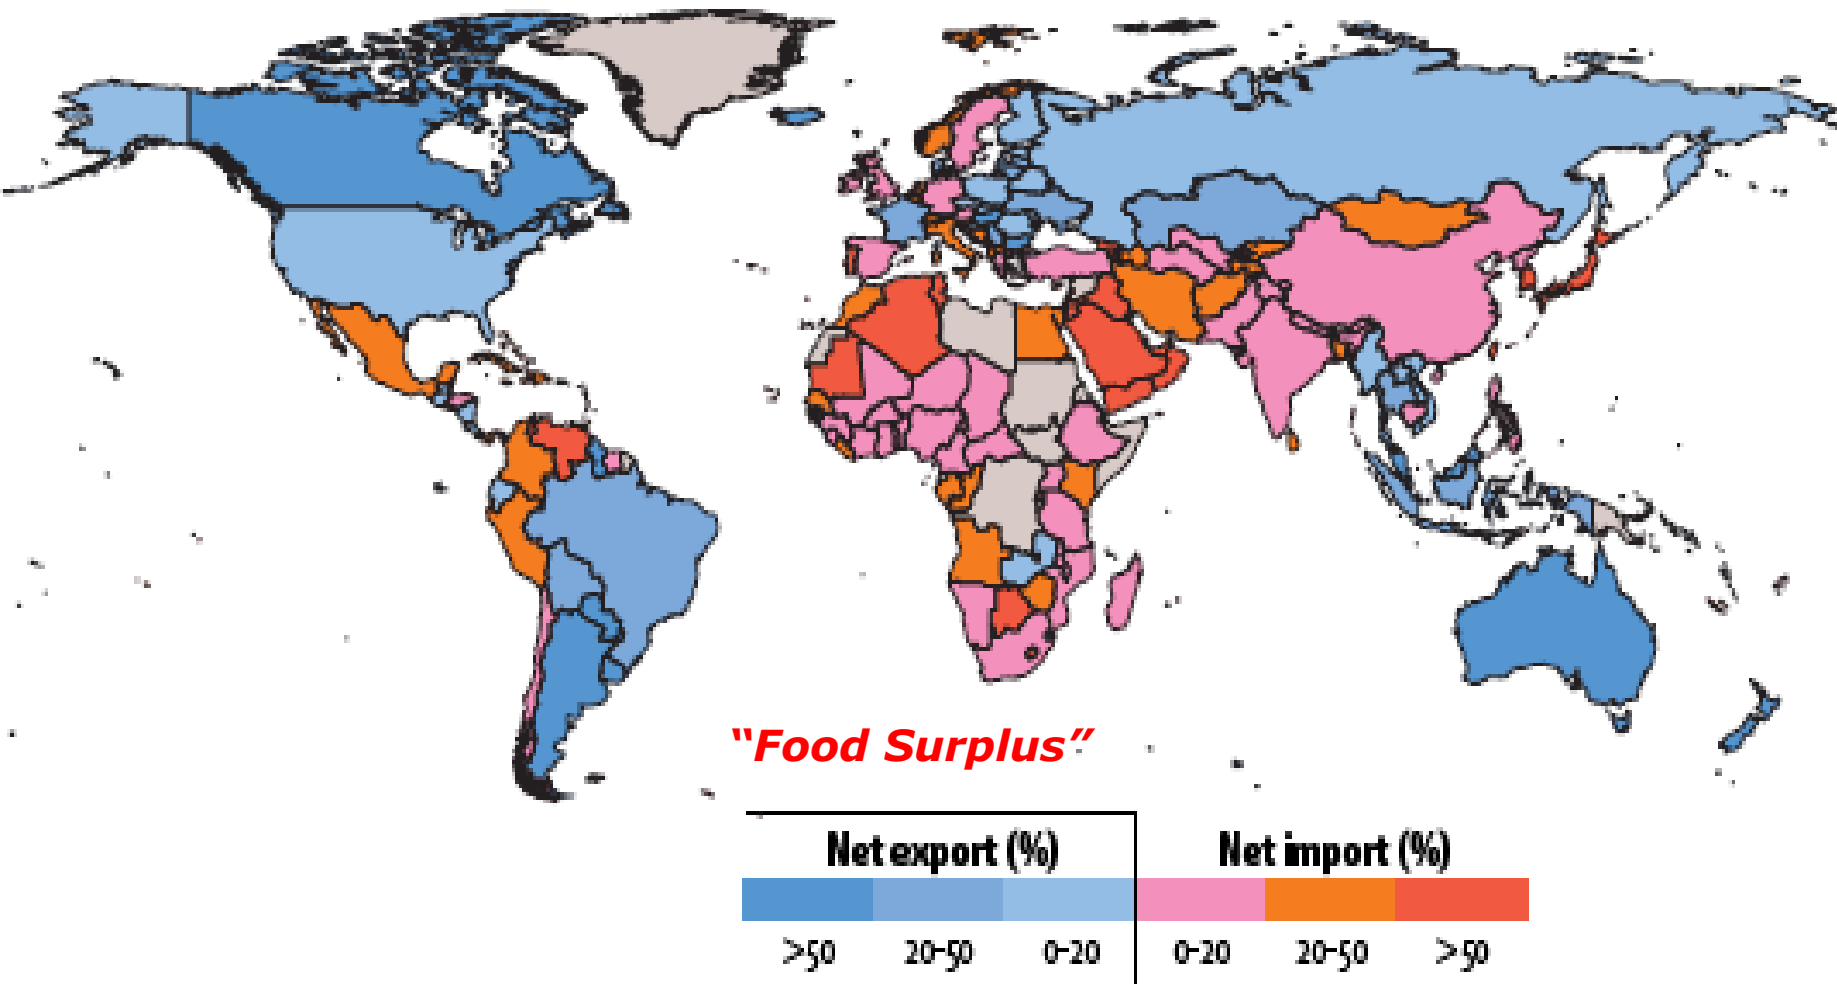 “Food Surplus”
Net export (%) Net import (%)
>50 20-50 0-20 0-20 20-50 >50